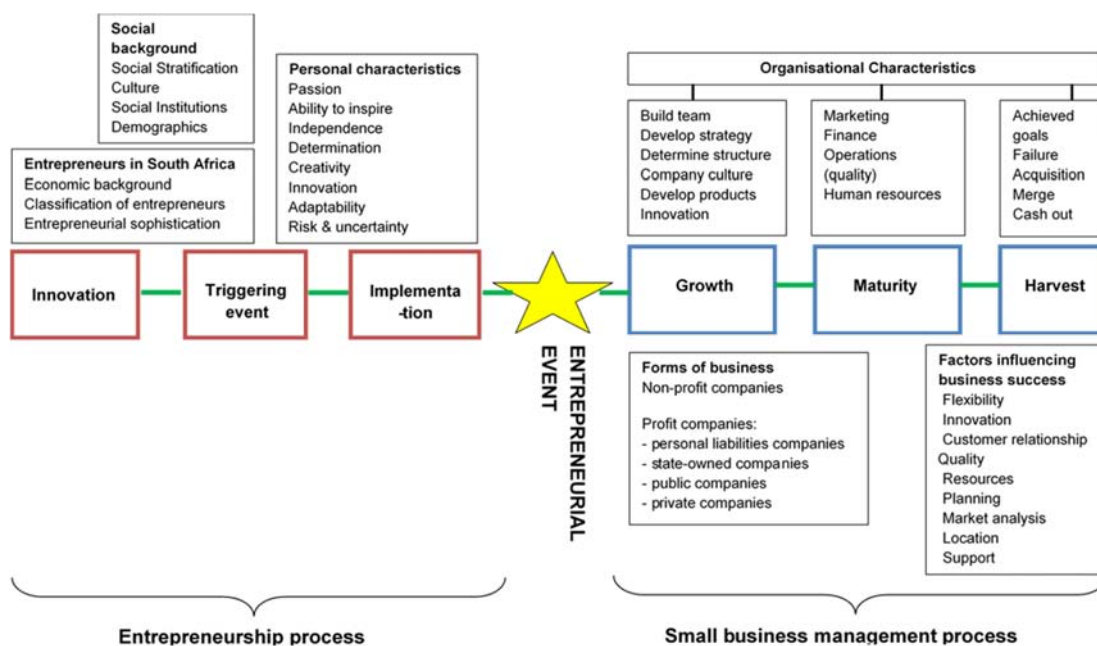 Social
background
Social Stratification
Culture
Social Institutions
Demographics
Entrepreneurs in South Africa
Economic background
Classification of entrepreneurs
Entrepreneurial sophistication
Personal characteristics
Passion
Ability to inspire
Independence
Determination
Creativity
Innovation
Adaptability
Risk & uncertainty
Innovation
Triggering
event
Implementa
-tion
ENTREPRENEURIAL
EVENT
Organisational Characteristics
Build team
Develop strategy
Determine structure
Company culture
Develop products
Innovation
Marketing
Finance
Operations
(quality)
Human resources
Achieved
goals
Failure
Acquisition
Merge
Cash out
Growth
Maturity
Harvest
Forms of business
Non-profit companies
Profit companies:
- personal liabilities companies
- state-owned companies
- public companies
- private companies
Factors influencing
business success
Flexibility
Innovation
Customer relationship
Quality
Resources
Planning
Market analysis
Location
Support
Entrepreneurship process
Small business management process